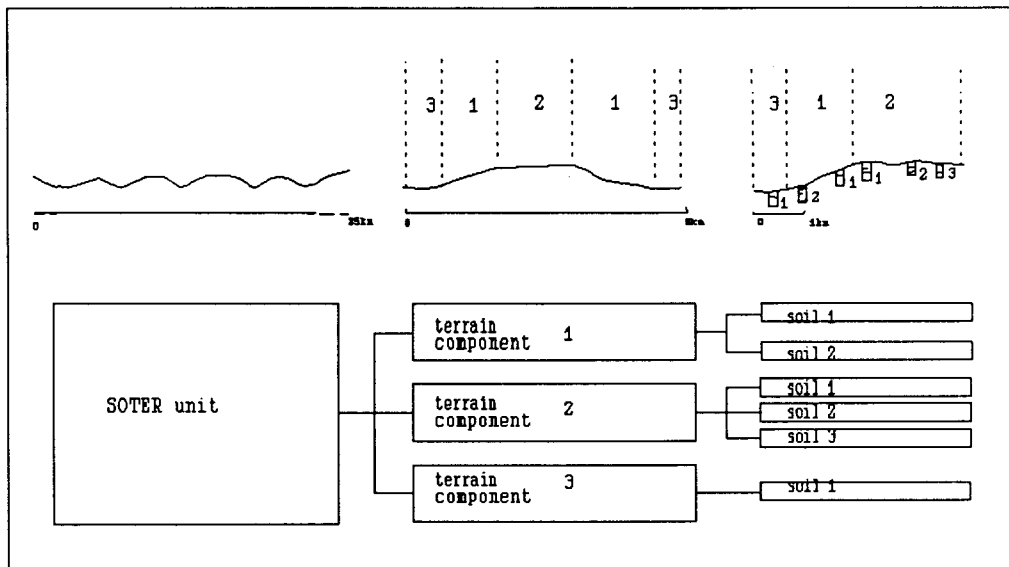 3 1 2 1 3
3 1 2
1 2 1 1 2 3
0 35km
0 8km
0 1km
SOTER unit
terrain
component 1
terrain
component 2
terrain
component 3
soil 1
soil 2
soil 1
soil 2
soil 3
soil 1